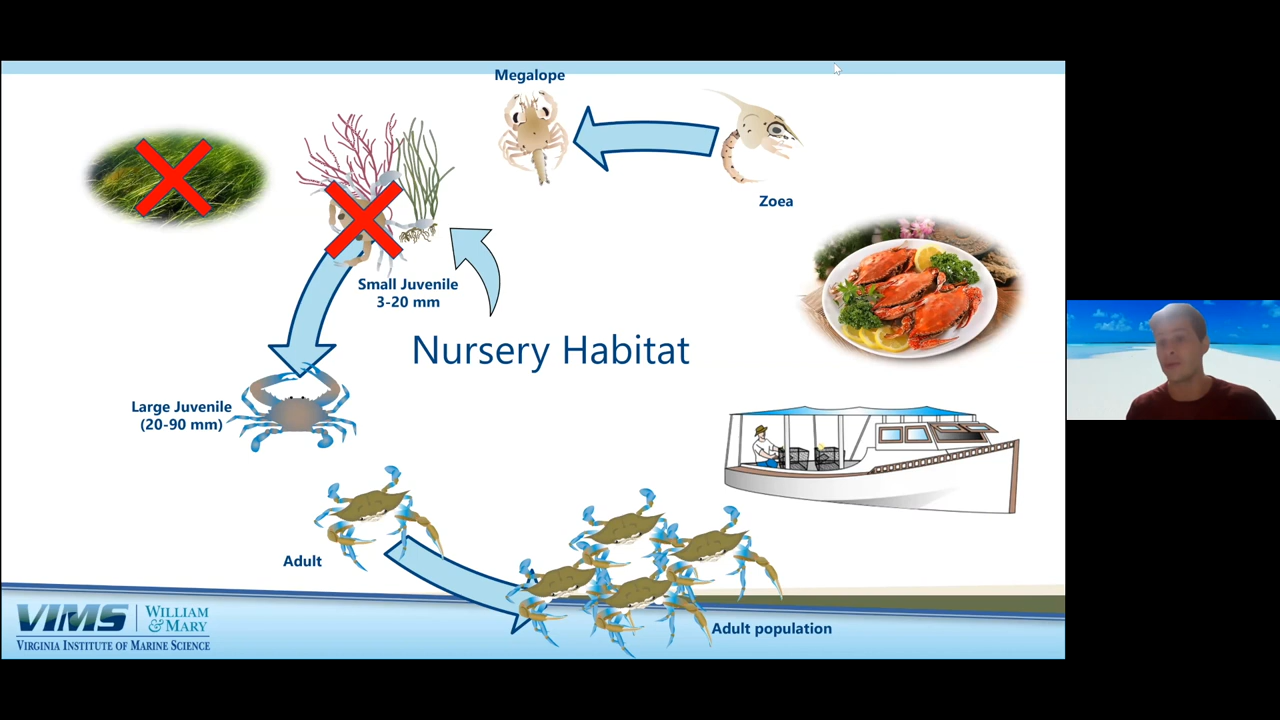 Megalope
Zoea
Small Juvenile
3-20 mm
Nursery Habitat
Large Juvenile
(20-90 mm)
Adult
Adult population
VIMS
WILLIAM
& MARY
VIRGINIA INSTITUTE OF MARINE SCIENCE